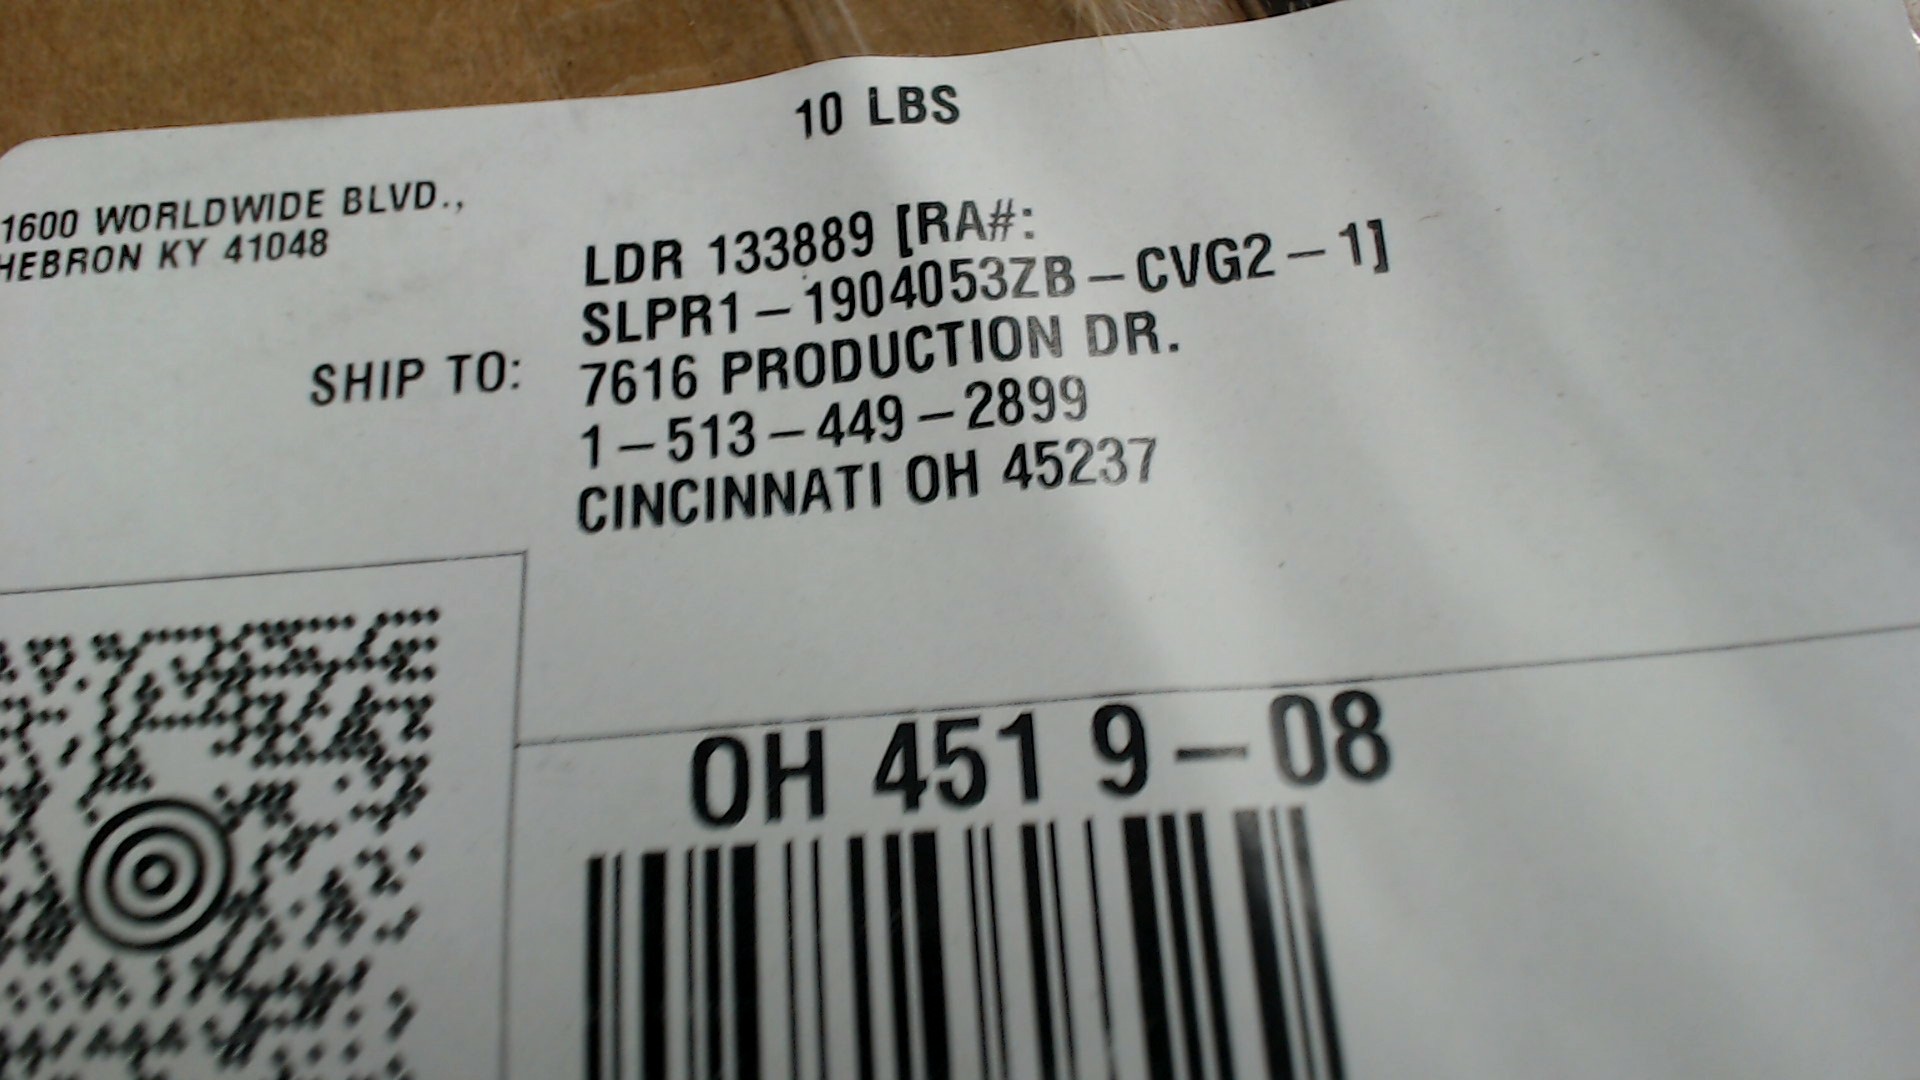 10 LBS
1600 WORLDWIDE BLVD.,
HEBRON KY 41048
LDR 133889 [RA#:
SLPR1-1904053ZB-CVG2-1]
SHIP TO: 7616 PRODUCTION DR.
1-513-449-2899
CINCINNATI OH 45237
OH 451 9-08